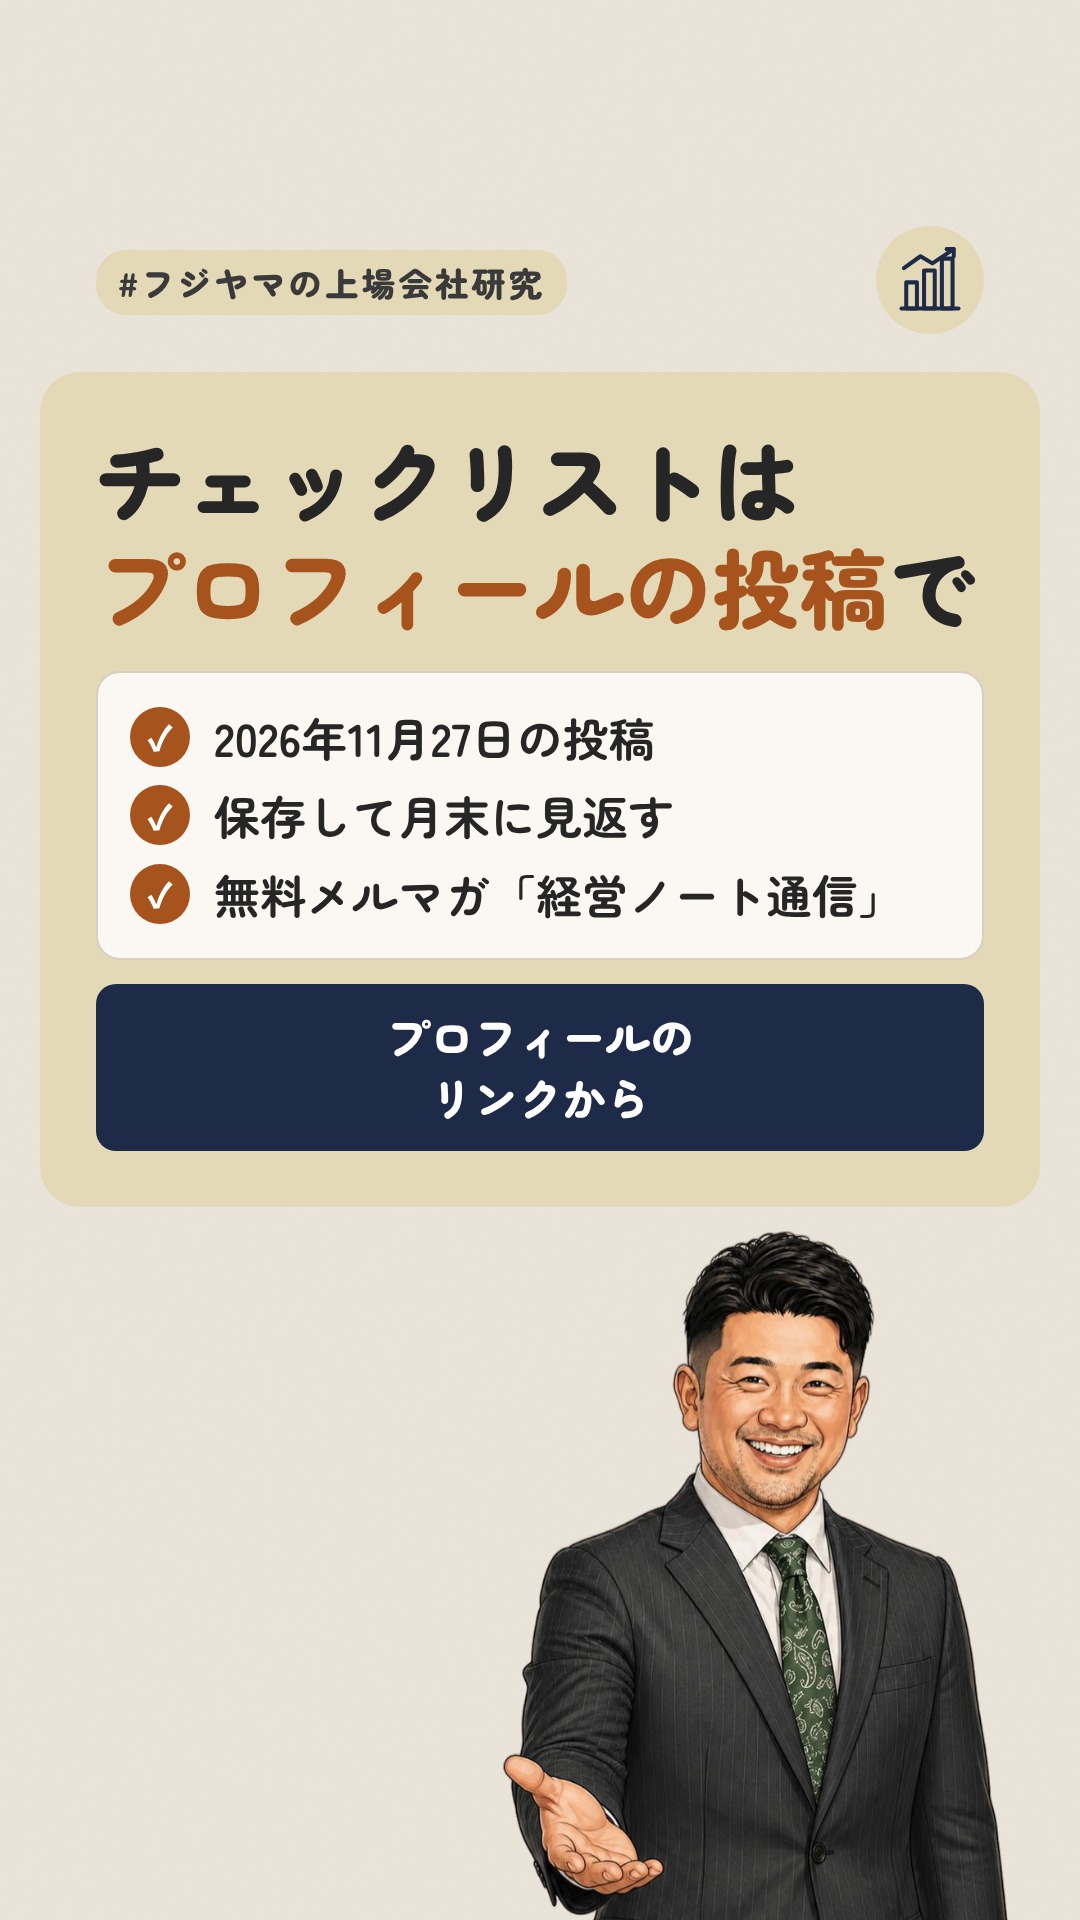 #フジヤマの上場会社研究
チェックリストは
プロフィールの投稿で
2026年11月27日の投稿
保存して月末に見返す
無料メルマガ「経営ノート通信」
プロフィールの
リンクから